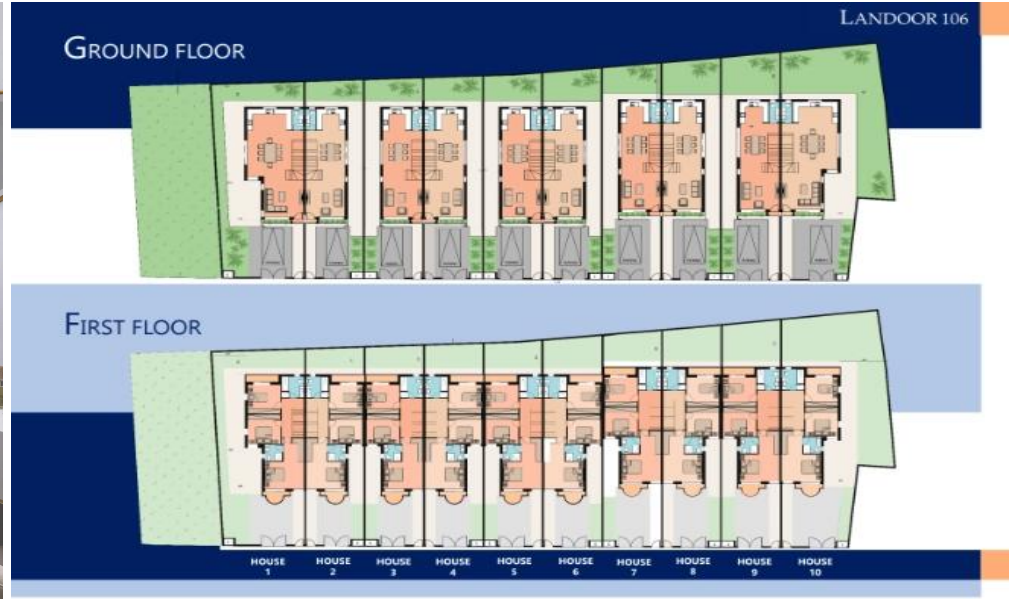 LANDOOR 106
GROUND FLOOR
FIRST FLOOR
HOUSE 1
HOUSE 2
HOUSE 3
HOUSE 4
HOUSE 5
HOUSE 6
HOUSE 7
HOUSE 8
HOUSE 9
HOUSE 10